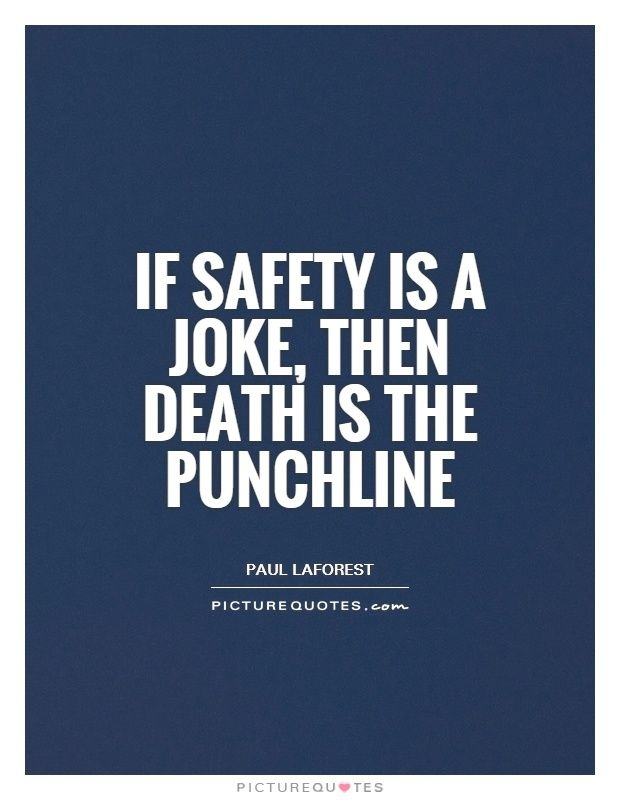 IF SAFETY IS A
JOKE, THEN
DEATH IS THE
PUNCHLINE
PAUL LAFOREST
PICTUREQUOTES.com
PICTUREQUOTES